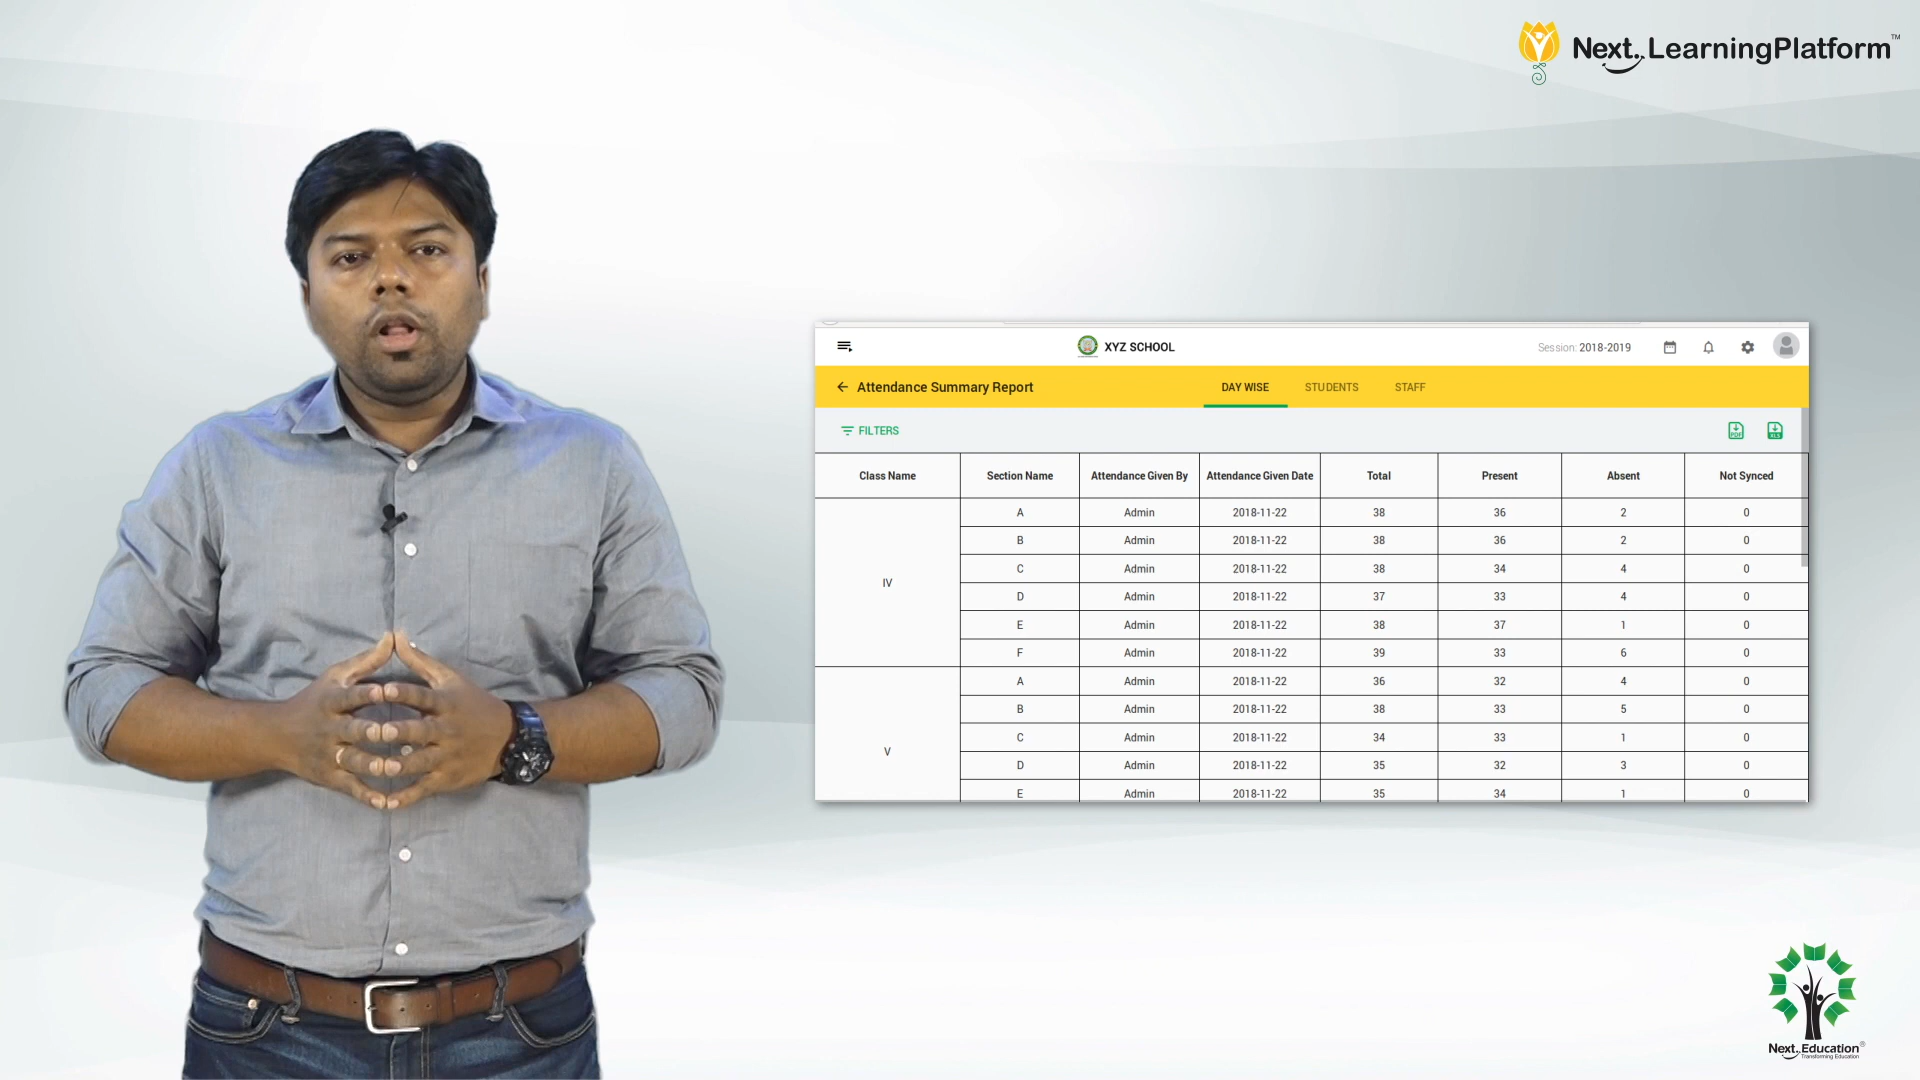 Next.LearningPlatform™
XYZ SCHOOL
Session: 2018-2019
Attendance Summary Report
DAY WISE STUDENTS STAFF
FILTERS
PDF XLS
Class Name Section Name Attendance Given By Attendance Given Date Total Present Absent Not Synced
IV
A Admin 2018-11-22 38 36 2 0
B Admin 2018-11-22 38 36 2 0
C Admin 2018-11-22 38 34 4 0
D Admin 2018-11-22 37 33 4 0
E Admin 2018-11-22 38 37 1 0
F Admin 2018-11-22 39 33 6 0
V
A Admin 2018-11-22 36 32 4 0
B Admin 2018-11-22 38 33 5 0
C Admin 2018-11-22 34 33 1 0
D Admin 2018-11-22 35 32 3 0
E Admin 2018-11-22 35 34 1 0
Next.Education®
Transforming Education